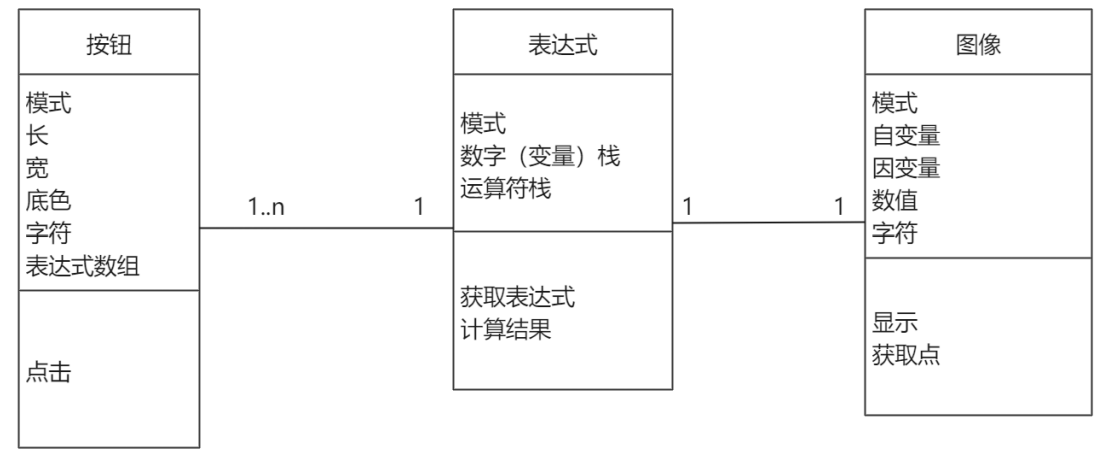 按钮
模式
长
宽
底色
字符
表达式数组
点击
1..n
1
表达式
模式
数字（变量）栈
运算符栈
获取表达式
计算结果
1
1
图像
模式
自变量
因变量
数值
字符
显示
获取点